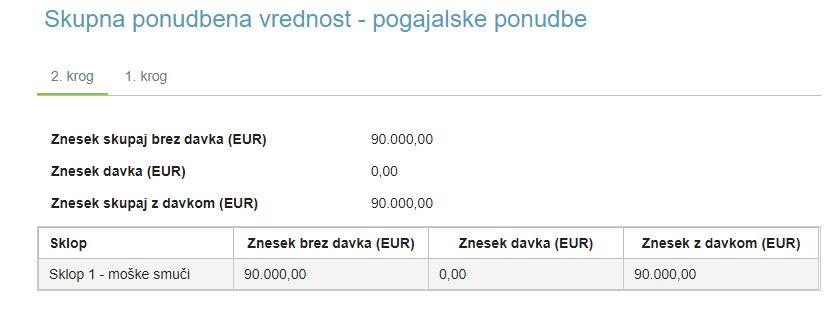 Skupna ponudbena vrednost - pogajalske ponudbe
2. krog 1. krog
Znesek skupaj brez davka (EUR) 90.000,00
Znesek davka (EUR) 0,00
Znesek skupaj z davkom (EUR) 90.000,00
Sklop Znesek brez davka (EUR) Znesek davka (EUR) Znesek z davkom (EUR)
Sklop 1 - moške smuči 90.000,00 0,00 90.000,00